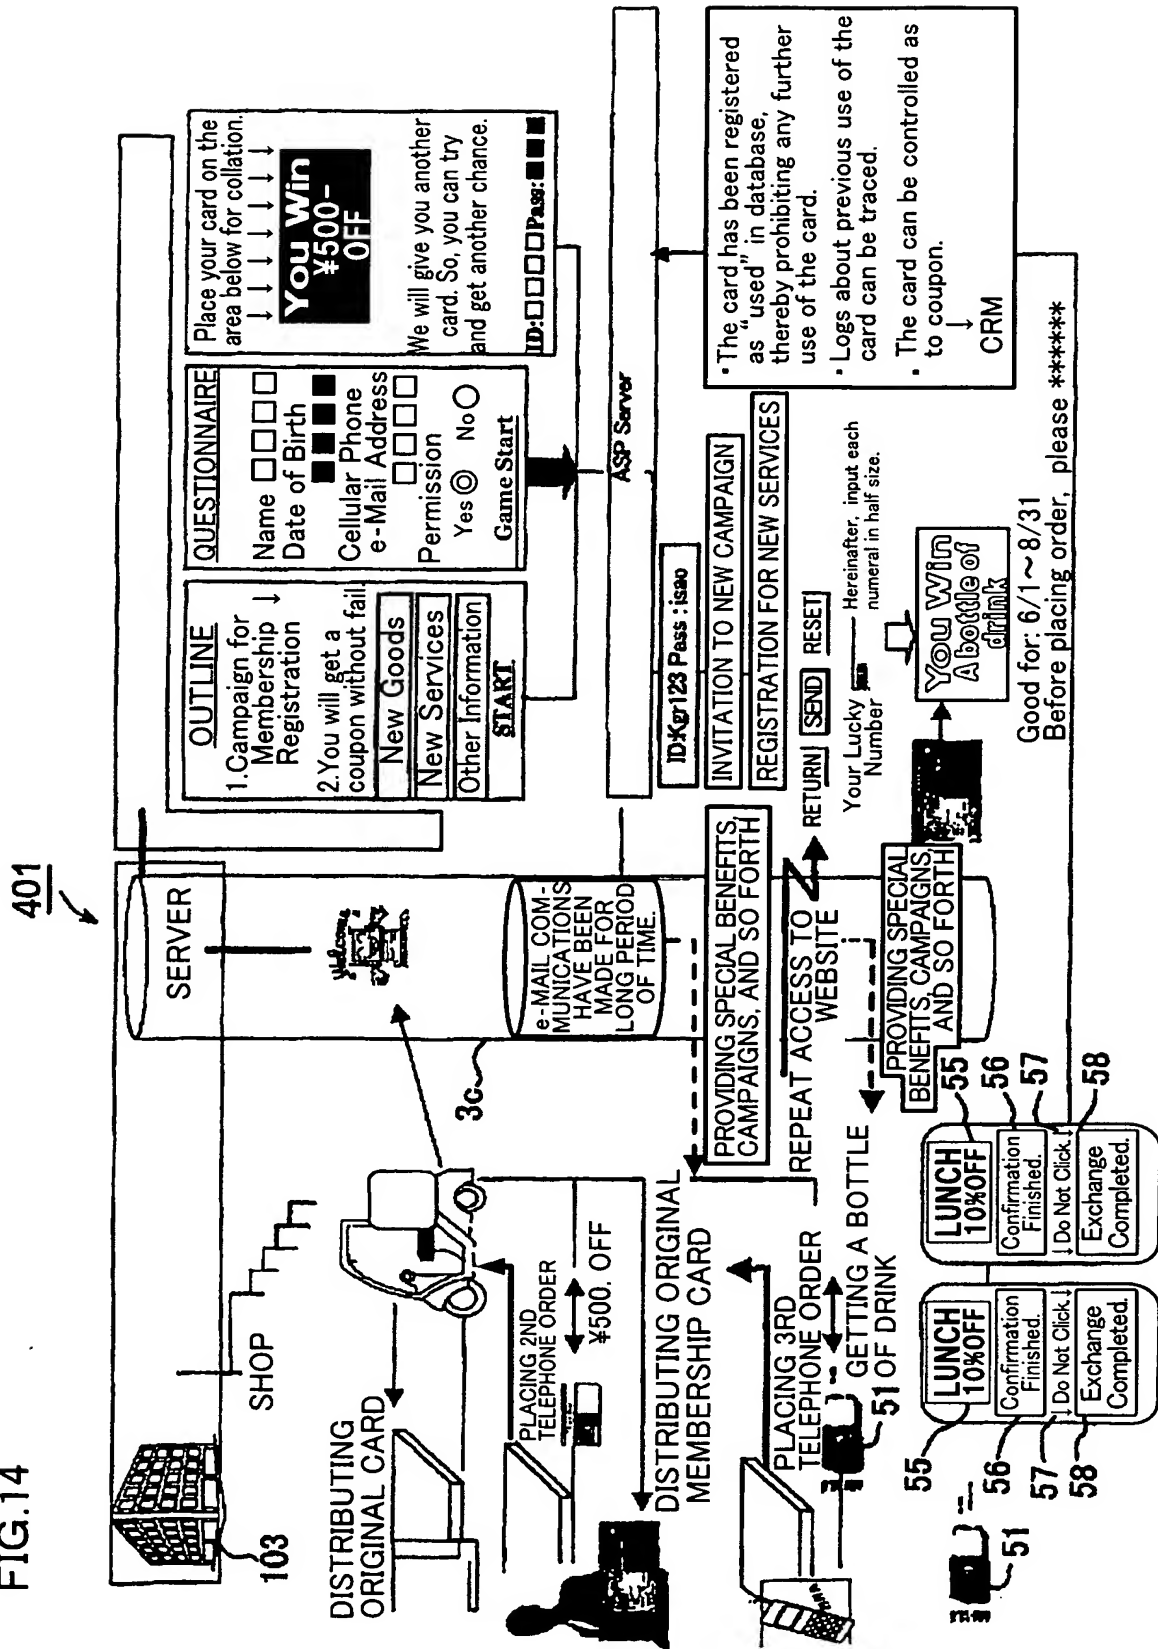 FIG.14
401
103
SHOP
SERVER
Welcome
3c
e-MAIL COM-
MUNICATIONS
HAVE BEEN
MADE FOR
LONG PERIOD
OF TIME.
OUTLINE
1.Campaign for
Membership ↓
Registration
2.You will get a
coupon without fail.
New Goods
New Services
Other Information
START
QUESTIONNAIRE
Name □□□□
Date of Birth
■■■■
Cellular Phone
e-Mail Address
□□□□
Permission
Yes◎ No○
Game Start
Place your card on the
area below for collation.
↓ ↓ ↓ ↓ ↓ ↓
You Win
¥500-
OFF
We will give you another
card. So, you can try
and get another chance.
ID:□□□□Pass:■■■
ASP Server
DISTRIBUTING
ORIGINAL CARD
PLACING 2ND
TELEPHONE ORDER
¥500. OFF
DISTRIBUTING ORIGINAL
MEMBERSHIP CARD
PLACING 3RD
TELEPHONE ORDER
GETTING A BOTTLE
OF DRINK
51
PROVIDING SPECIAL BENEFITS,
CAMPAIGNS, AND SO FORTH
REPEAT ACCESS TO
WEBSITE
PROVIDING SPECIAL
BENEFITS, CAMPAIGNS,
AND SO FORTH
ID:Kgr123 Pass : isao
INVITATION TO NEW CAMPAIGN
REGISTRATION FOR NEW SERVICES
RETURN SEND RESET
Your Lucky
Number
Hereinafter, input each
numeral in half size.
You Win
A bottle of
drink
Good for: 6/1~8/31
Before placing order, please ******
· The card has been registered
as "used" in database,
thereby prohibiting any further
use of the card.
· Logs about previous use of the
card can be traced.
· The card can be controlled as
to coupon.
↓
CRM
51
55
56
57
58
LUNCH
10%OFF
Confirmation
Finished.
↓Do Not Click.↓
Exchange
Completed.
LUNCH
10%OFF
Confirmation
Finished.
↓Do Not Click.↓
Exchange
Completed.
55
56
57
58